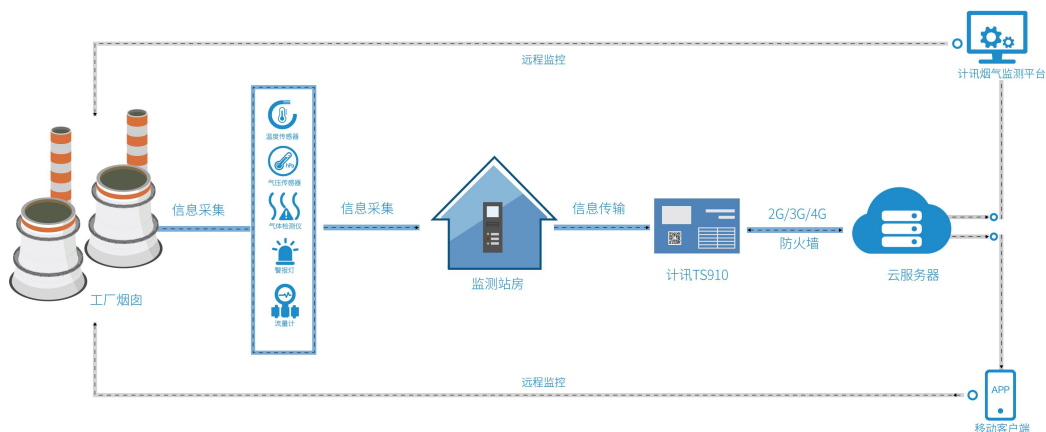 远程监控
计讯烟气监测平台
温度传感器
hPa
气压传感器
信息采集
信息采集
信息传输
2G/3G/4G
气体检测仪
防火墙
警报灯
监测站房
计讯TS910
云服务器
工厂烟囱
流量计
远程监控
APP
移动客户端